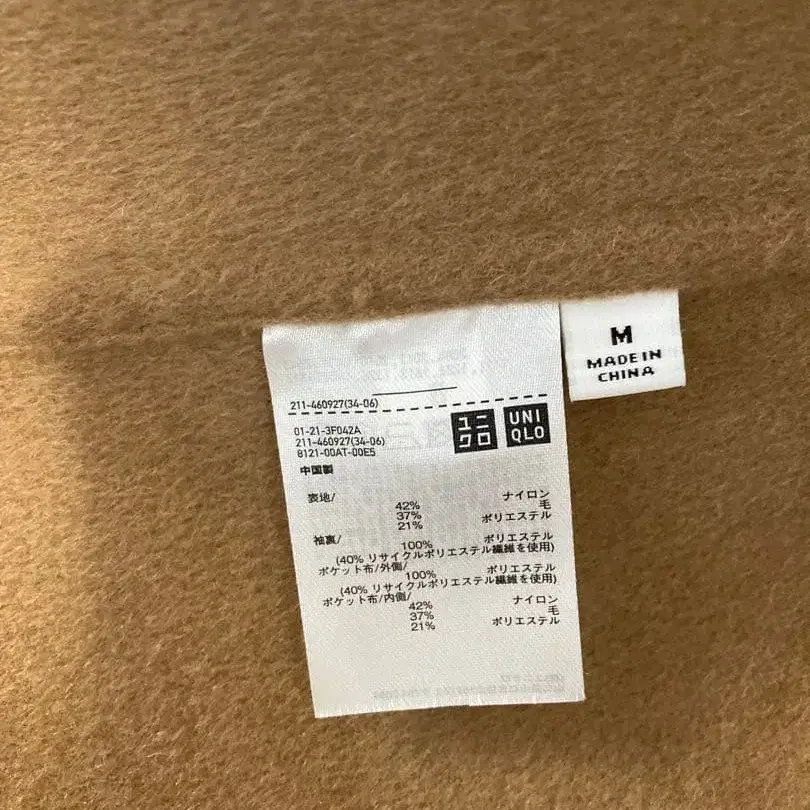 M
MADE IN
CHINA
211-460927(34-06)
ユニ
クロ
UNI
QLO
01-21-3F042A
211-460927(34-06)
8121-00AT-00E5
中国製
表地/ ナイロン
42% 毛
37% ポリエステル
21%
袖裏/ ポリエステル
100%
(40% リサイクルポリエステル繊維を使用)
ポケット布/外側/ ポリエステル
100%
(40% リサイクルポリエステル繊維を使用)
ポケット布/内側/ ナイロン
42% 毛
37% ポリエステル
21%